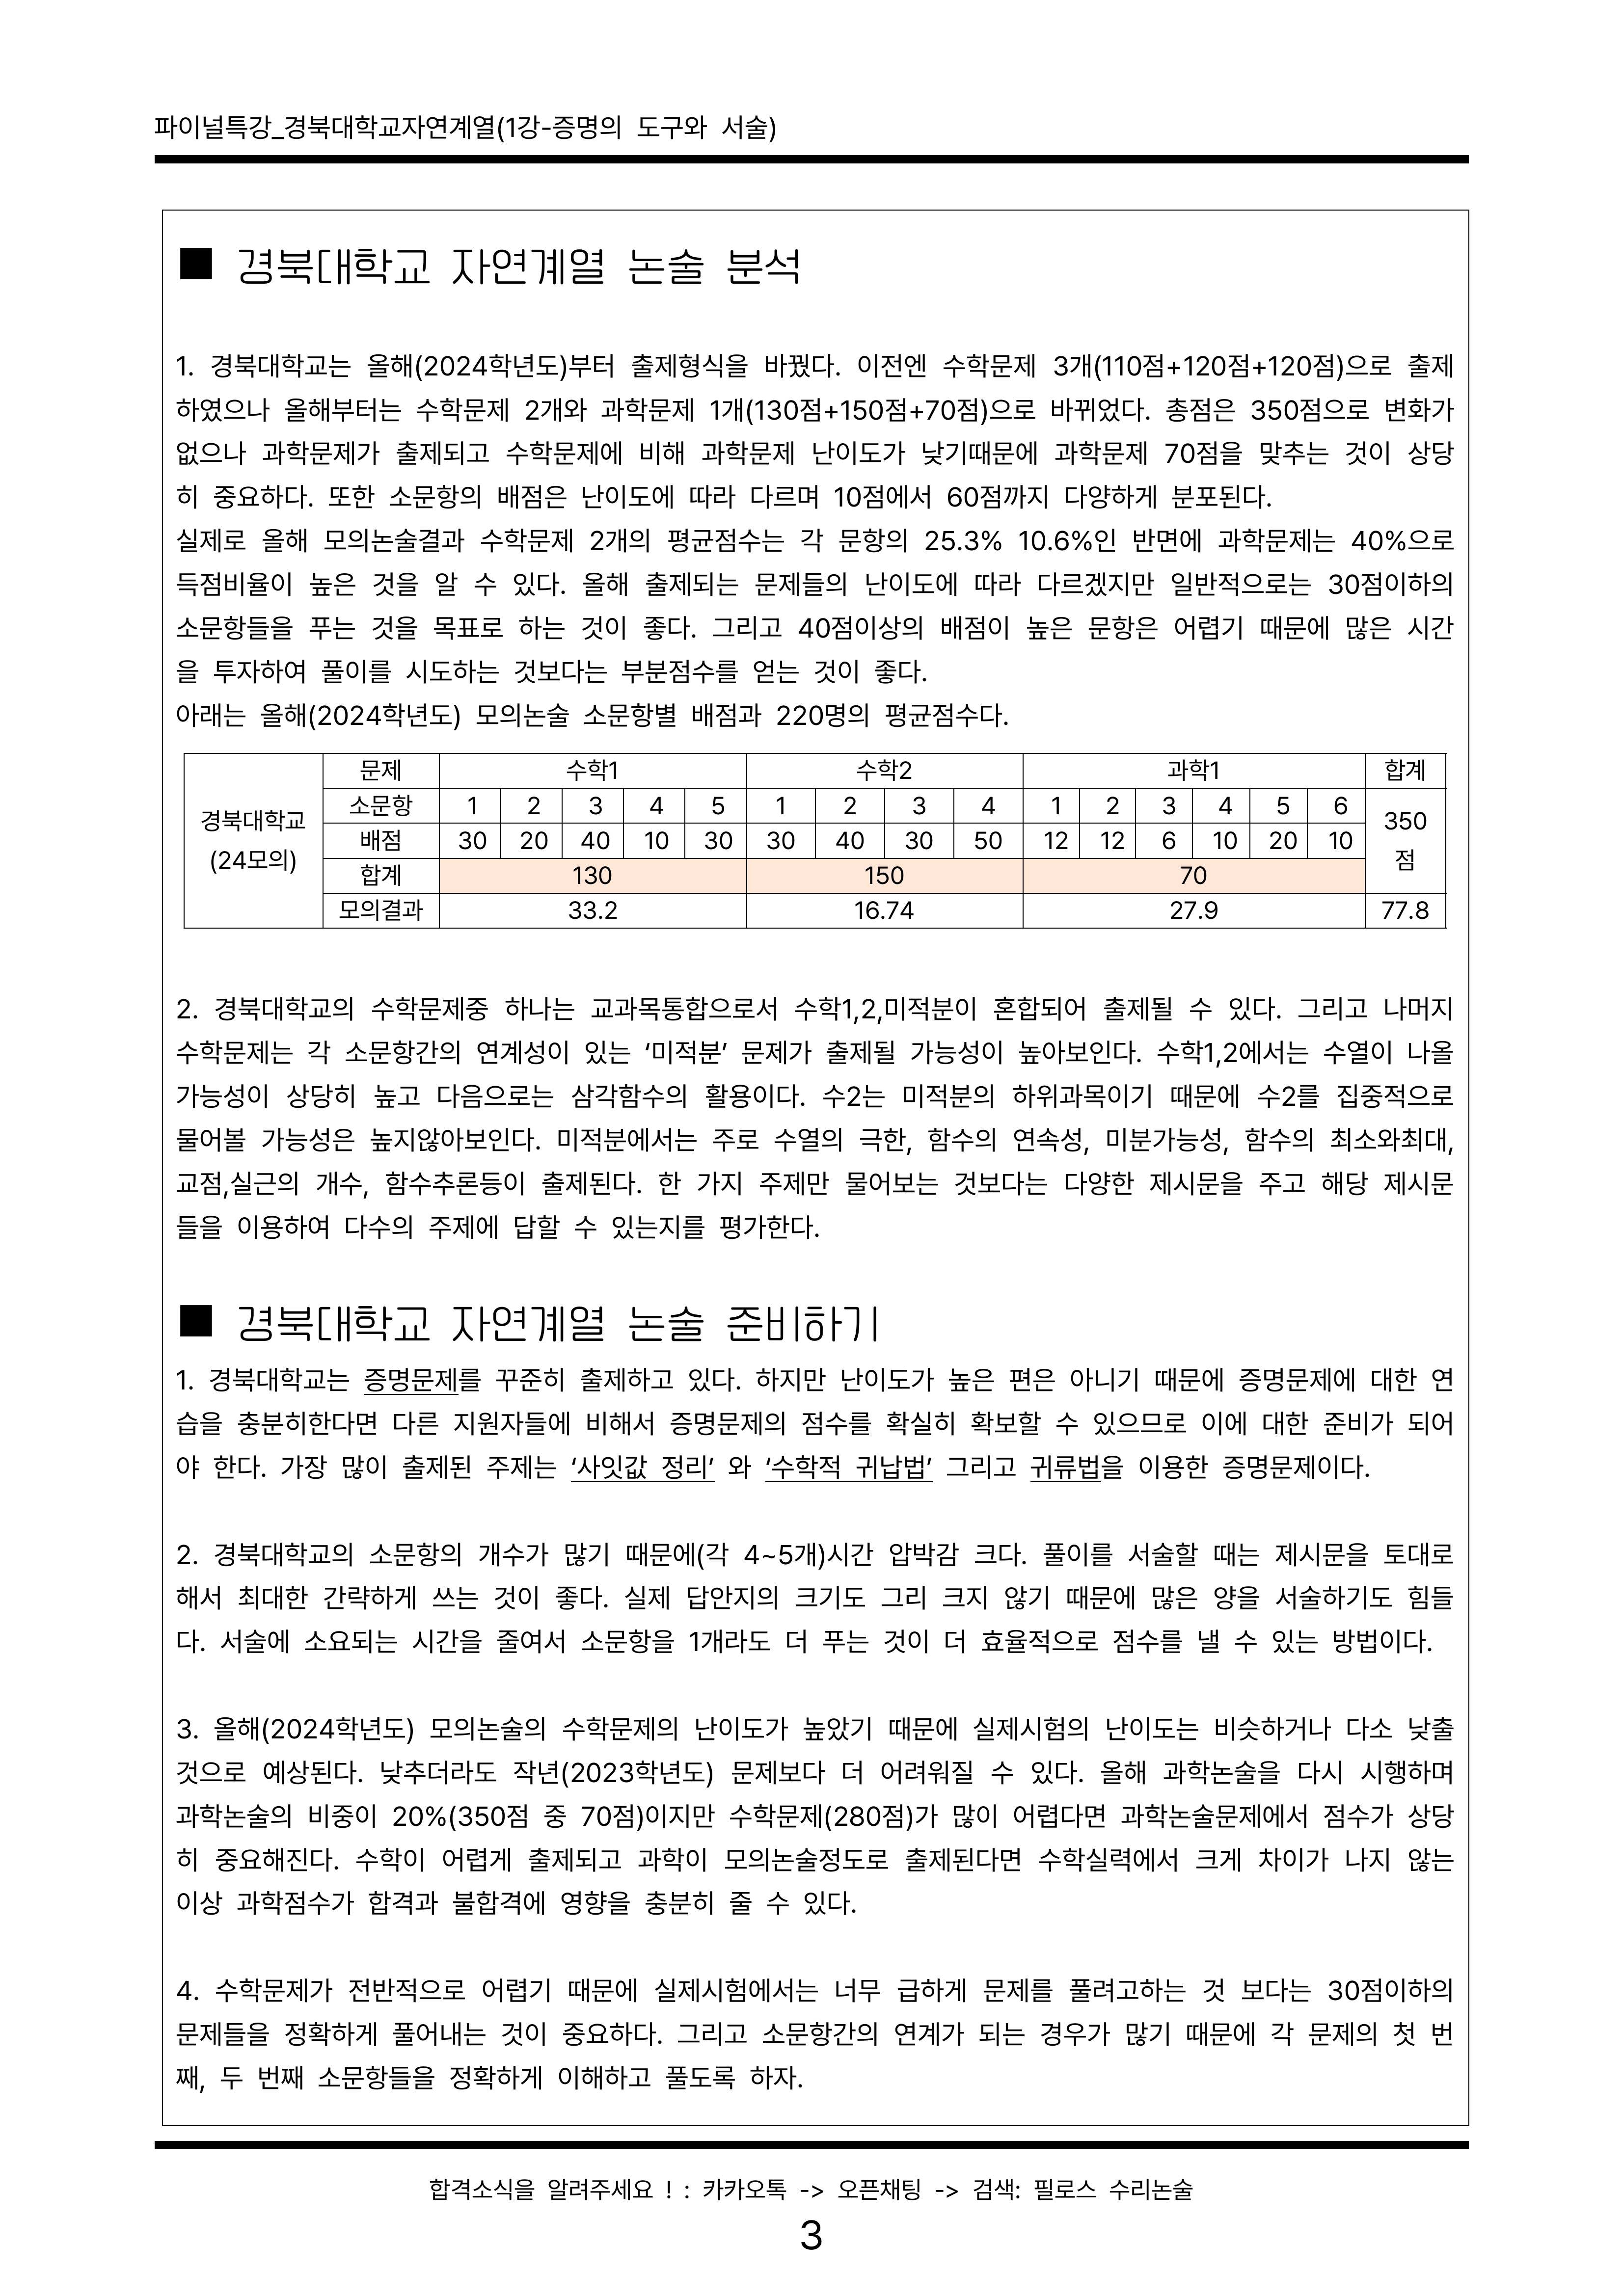 파이널특강_경북대학교자연계열(1강-증명의 도구와 서술)
■ 경북대학교 자연계열 논술 분석
1. 경북대학교는 올해(2024학년도)부터 출제형식을 바꿨다. 이전엔 수학문제 3개(110점+120점+120점)으로 출제
하였으나 올해부터는 수학문제 2개와 과학문제 1개(130점+150점+70점)으로 바뀌었다. 총점은 350점으로 변화가
없으나 과학문제가 출제되고 수학문제에 비해 과학문제 난이도가 낮기때문에 과학문제 70점을 맞추는 것이 상당
히 중요하다. 또한 소문항의 배점은 난이도에 따라 다르며 10점에서 60점까지 다양하게 분포된다.
실제로 올해 모의논술결과 수학문제 2개의 평균점수는 각 문항의 25.3% 10.6%인 반면에 과학문제는 40%으로
득점비율이 높은 것을 알 수 있다. 올해 출제되는 문제들의 난이도에 따라 다르겠지만 일반적으로는 30점이하의
소문항들을 푸는 것을 목표로 하는 것이 좋다. 그리고 40점이상의 배점이 높은 문항은 어렵기 때문에 많은 시간
을 투자하여 풀이를 시도하는 것보다는 부분점수를 얻는 것이 좋다.
아래는 올해(2024학년도) 모의논술 소문항별 배점과 220명의 평균점수다.
문제 수학1 수학2 과학1 합계
소문항 1 2 3 4 5 1 2 3 4 1 2 3 4 5 6
경북대학교
(24모의)
배점 30 20 40 10 30 30 40 30 50 12 12 6 10 20 10
350
점
합계 130 150 70
모의결과 33.2 16.74 27.9 77.8
2. 경북대학교의 수학문제중 하나는 교과목통합으로서 수학1,2,미적분이 혼합되어 출제될 수 있다. 그리고 나머지
수학문제는 각 소문항간의 연계성이 있는 ‘미적분’ 문제가 출제될 가능성이 높아보인다. 수학1,2에서는 수열이 나올
가능성이 상당히 높고 다음으로는 삼각함수의 활용이다. 수2는 미적분의 하위과목이기 때문에 수2를 집중적으로
물어볼 가능성은 높지않아보인다. 미적분에서는 주로 수열의 극한, 함수의 연속성, 미분가능성, 함수의 최소와최대,
교점,실근의 개수, 함수추론등이 출제된다. 한 가지 주제만 물어보는 것보다는 다양한 제시문을 주고 해당 제시문
들을 이용하여 다수의 주제에 답할 수 있는지를 평가한다.
■ 경북대학교 자연계열 논술 준비하기
1. 경북대학교는 증명문제를 꾸준히 출제하고 있다. 하지만 난이도가 높은 편은 아니기 때문에 증명문제에 대한 연
습을 충분히한다면 다른 지원자들에 비해서 증명문제의 점수를 확실히 확보할 수 있으므로 이에 대한 준비가 되어
야 한다. 가장 많이 출제된 주제는 ‘사잇값 정리’ 와 ‘수학적 귀납법’ 그리고 귀류법을 이용한 증명문제이다.
2. 경북대학교의 소문항의 개수가 많기 때문에(각 4~5개)시간 압박감 크다. 풀이를 서술할 때는 제시문을 토대로
해서 최대한 간략하게 쓰는 것이 좋다. 실제 답안지의 크기도 그리 크지 않기 때문에 많은 양을 서술하기도 힘들
다. 서술에 소요되는 시간을 줄여서 소문항을 1개라도 더 푸는 것이 더 효율적으로 점수를 낼 수 있는 방법이다.
3. 올해(2024학년도) 모의논술의 수학문제의 난이도가 높았기 때문에 실제시험의 난이도는 비슷하거나 다소 낮출
것으로 예상된다. 낮추더라도 작년(2023학년도) 문제보다 더 어려워질 수 있다. 올해 과학논술을 다시 시행하며
과학논술의 비중이 20%(350점 중 70점)이지만 수학문제(280점)가 많이 어렵다면 과학논술문제에서 점수가 상당
히 중요해진다. 수학이 어렵게 출제되고 과학이 모의논술정도로 출제된다면 수학실력에서 크게 차이가 나지 않는
이상 과학점수가 합격과 불합격에 영향을 충분히 줄 수 있다.
4. 수학문제가 전반적으로 어렵기 때문에 실제시험에서는 너무 급하게 문제를 풀려고하는 것 보다는 30점이하의
문제들을 정확하게 풀어내는 것이 중요하다. 그리고 소문항간의 연계가 되는 경우가 많기 때문에 각 문제의 첫 번
째, 두 번째 소문항들을 정확하게 이해하고 풀도록 하자.
합격소식을 알려주세요 ! : 카카오톡 -> 오픈채팅 -> 검색: 필로스 수리논술
3